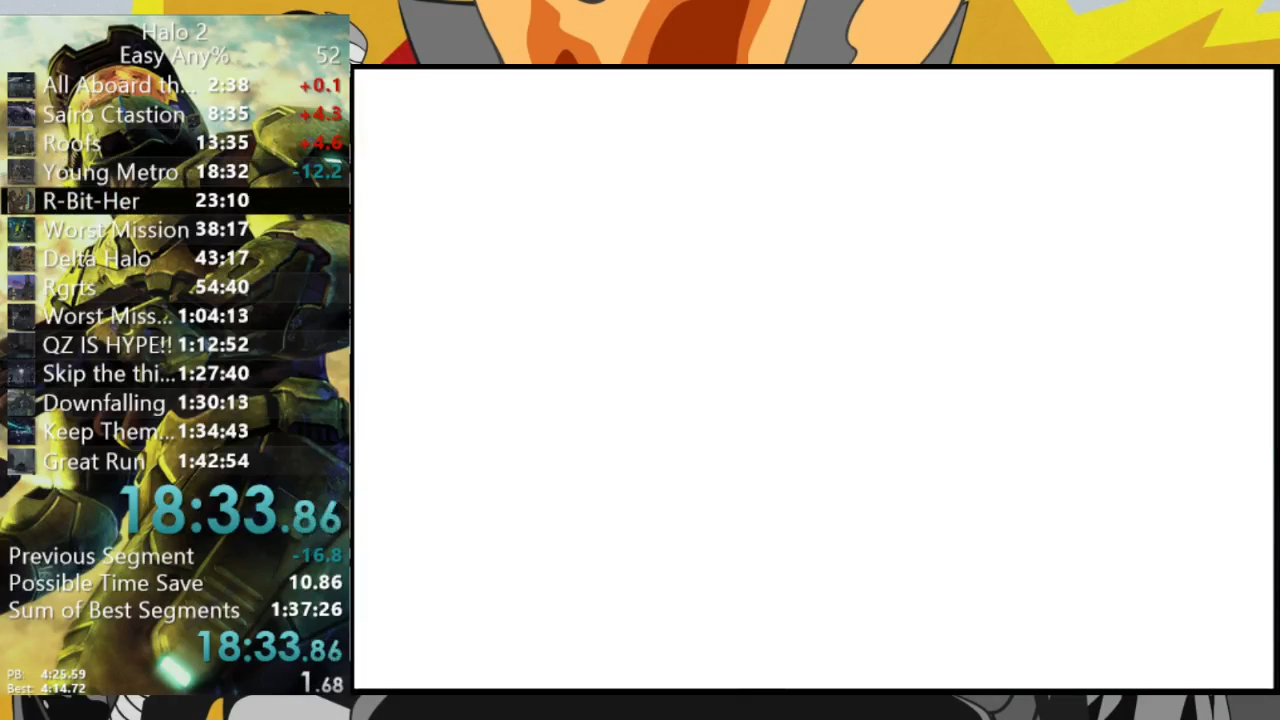 Halo 2
Easy Any% 52
All Aboard th... 2:38 +0.1
Sairo Ctastion 8:35 +4.3
Roofs 13:35 +4.6
Young Metro 18:32 -12.2
R-Bit-Her 23:10
Worst Mission 38:17
Delta Halo 43:17
Rgrts 54:40
Worst Miss... 1:04:13
QZ IS HYPE!! 1:12:52
Skip the thi... 1:27:40
Downfalling 1:30:13
Keep Them... 1:34:43
Great Run 1:42:54
18:33.86
Previous Segment -16.8
Possible Time Save 10.86
Sum of Best Segments 1:37:26
18:33.86
PB: 4:25.59
Best: 4:14.72 1.68